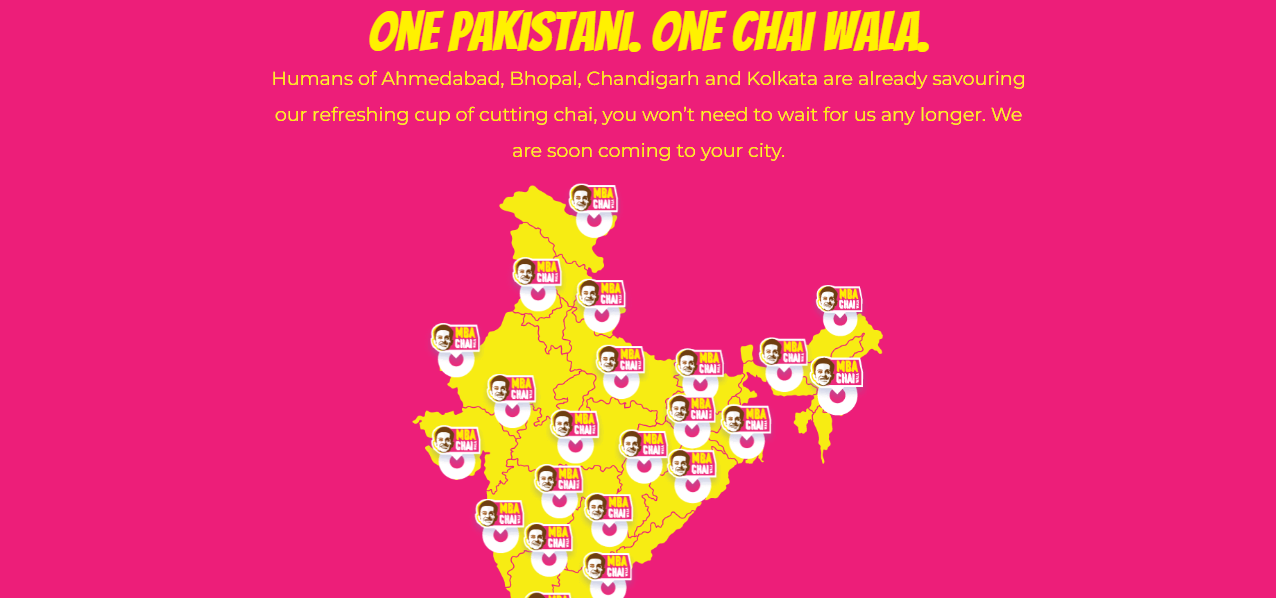 ONE PAKISTANI. ONE CHAI WALA.
Humans of Ahmedabad, Bhopal, Chandigarh and Kolkata are already savouring
our refreshing cup of cutting chai, you won’t need to wait for us any longer. We
are soon coming to your city.
MBA
CHAI
MBA
CHAI
MBA
CHAI
MBA
CHAI
MBA
CHAI
MBA
CHAI
MBA
CHAI
MBA
CHAI
MBA
CHAI
MBA
CHAI
MBA
CHAI
MBA
CHAI
MBA
CHAI
MBA
CHAI
MBA
CHAI
MBA
CHAI
MBA
CHAI
MBA
CHAI
MBA
CHAI
MBA
CHAI
MBA
CHAI